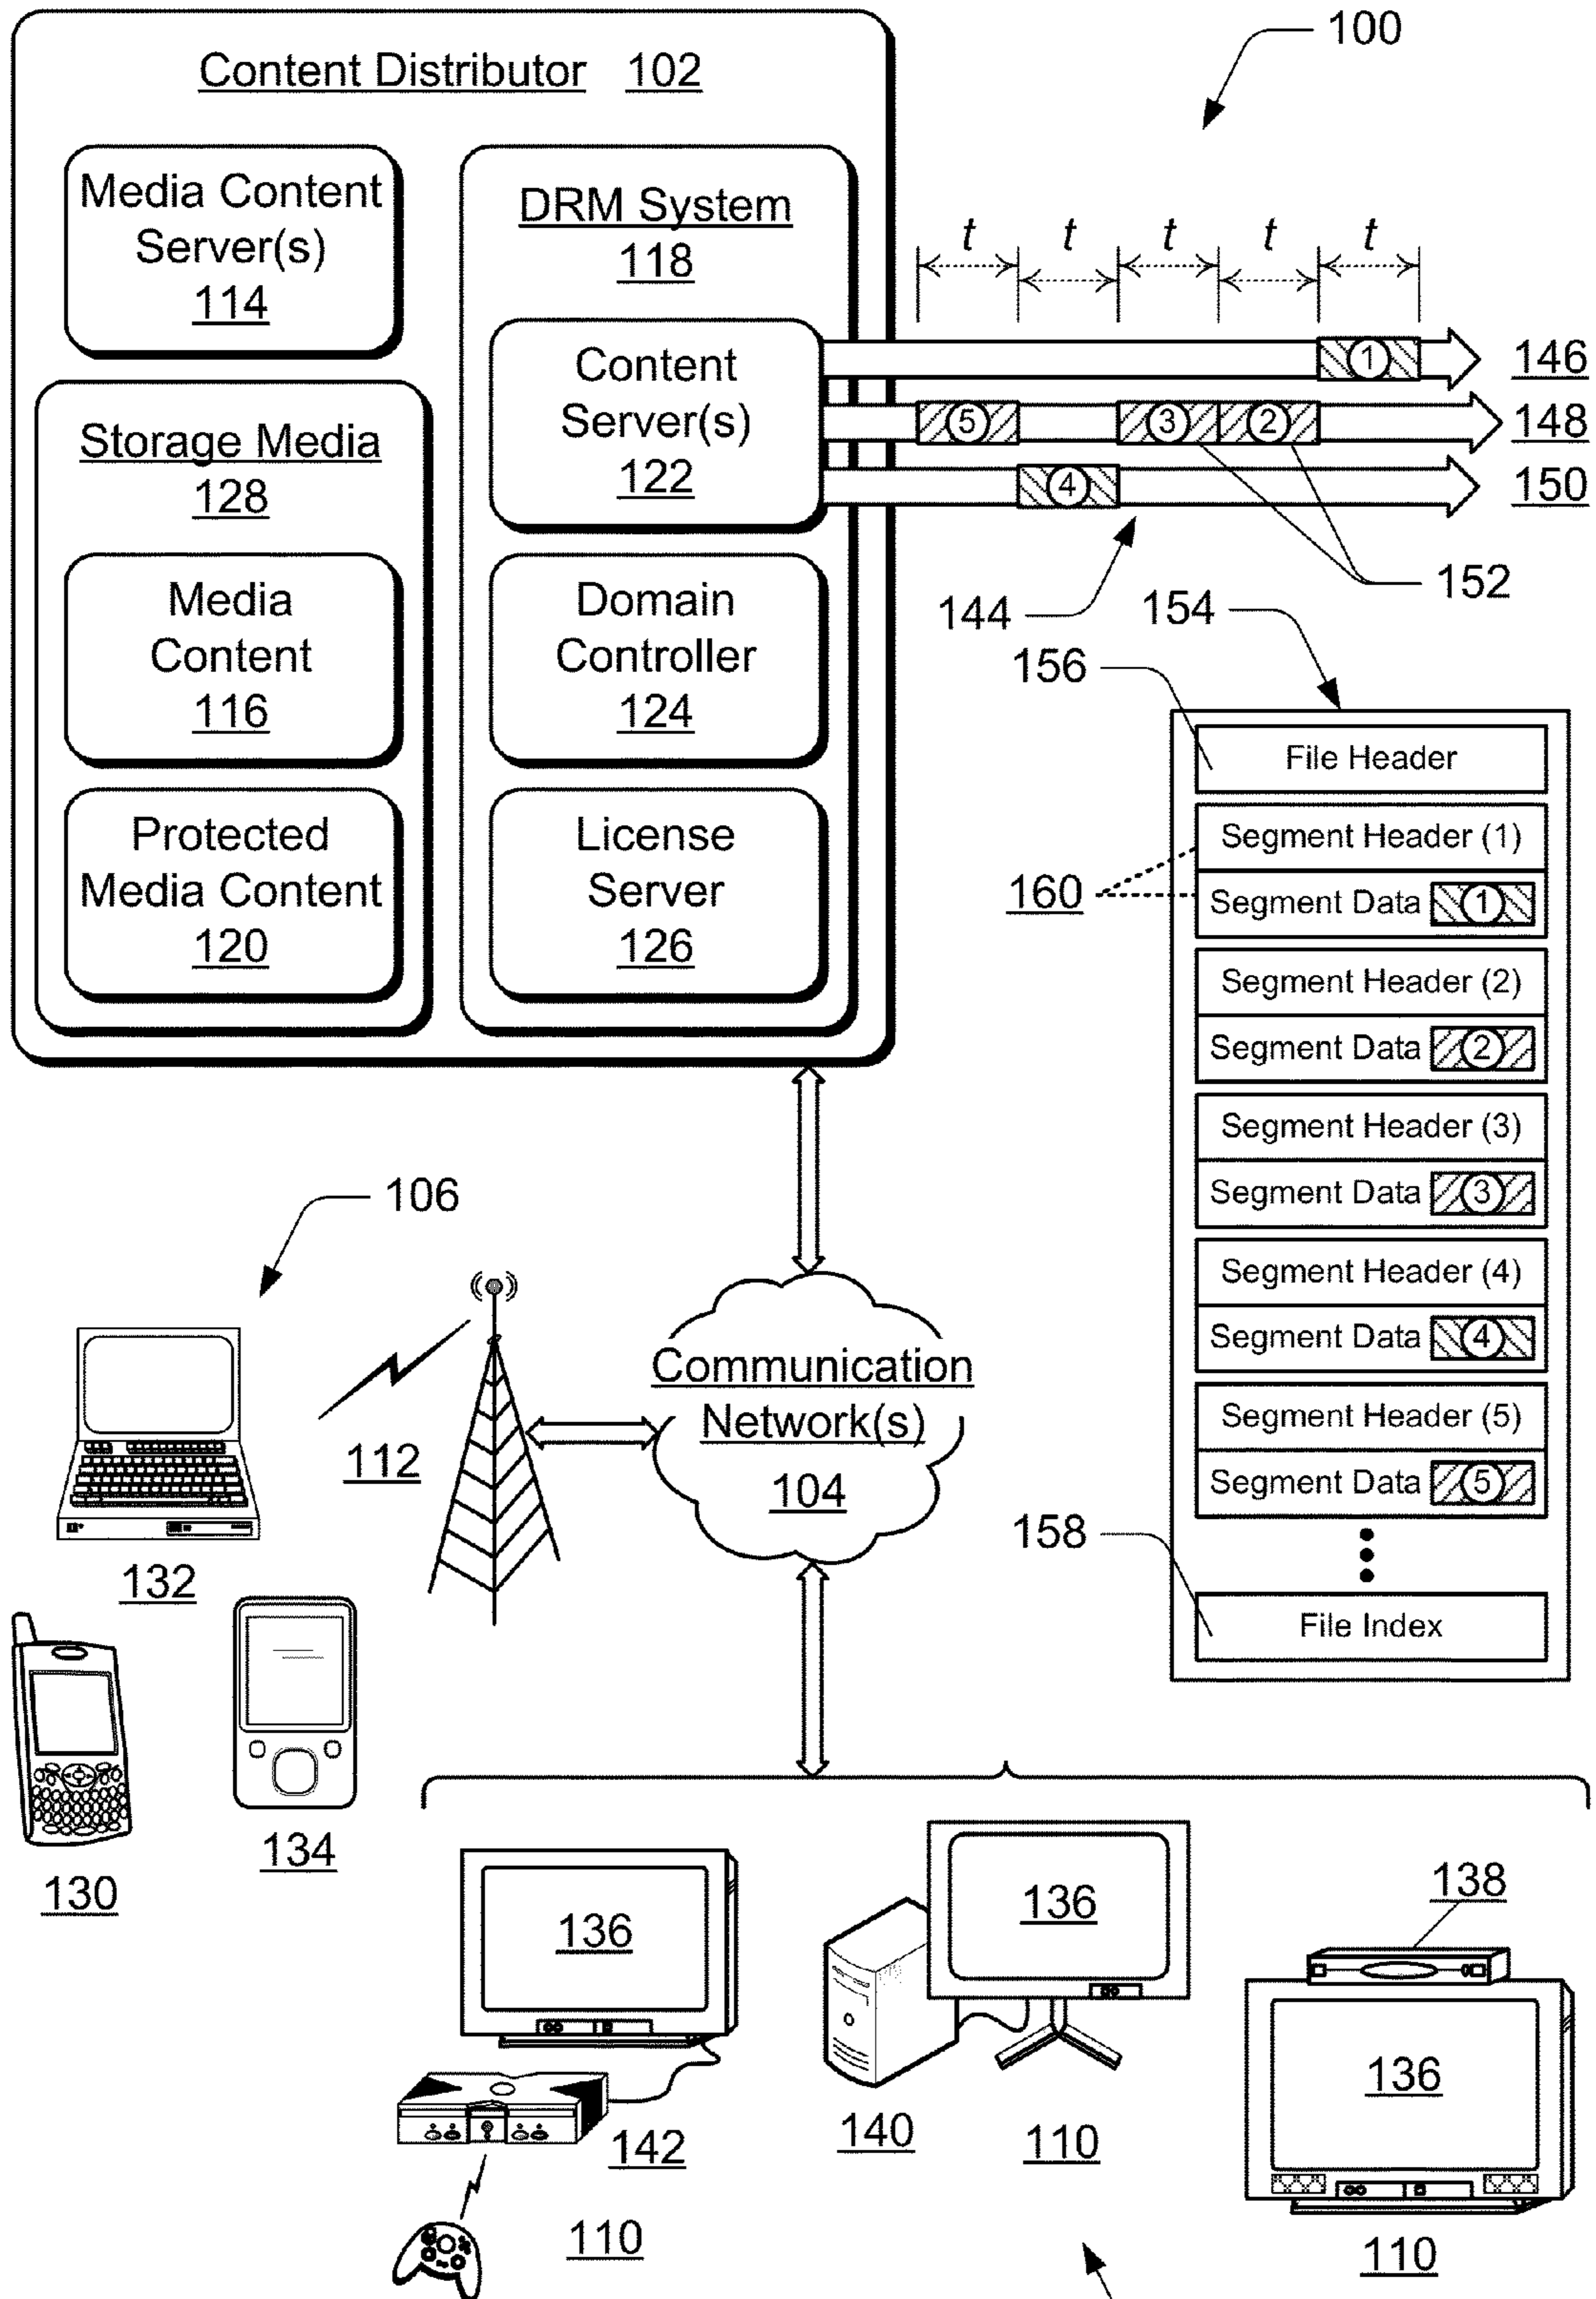 100
Content Distributor 102
Media Content
Server(s)
114
Storage Media
128
Media
Content
116
Protected
Media Content
120
DRM System
118
Content
Server(s)
122
Domain
Controller
124
License
Server
126
t t t t t
1
146
5 3 2
148
4
150
152
144
154
156
File Header
Segment Header (1)
160
Segment Data 1
Segment Header (2)
Segment Data 2
Segment Header (3)
Segment Data 3
Segment Header (4)
Segment Data 4
Segment Header (5)
Segment Data 5
158
File Index
106
112
Communication
Network(s)
104
132
130
134
136
142
110
136
140
110
138
136
110